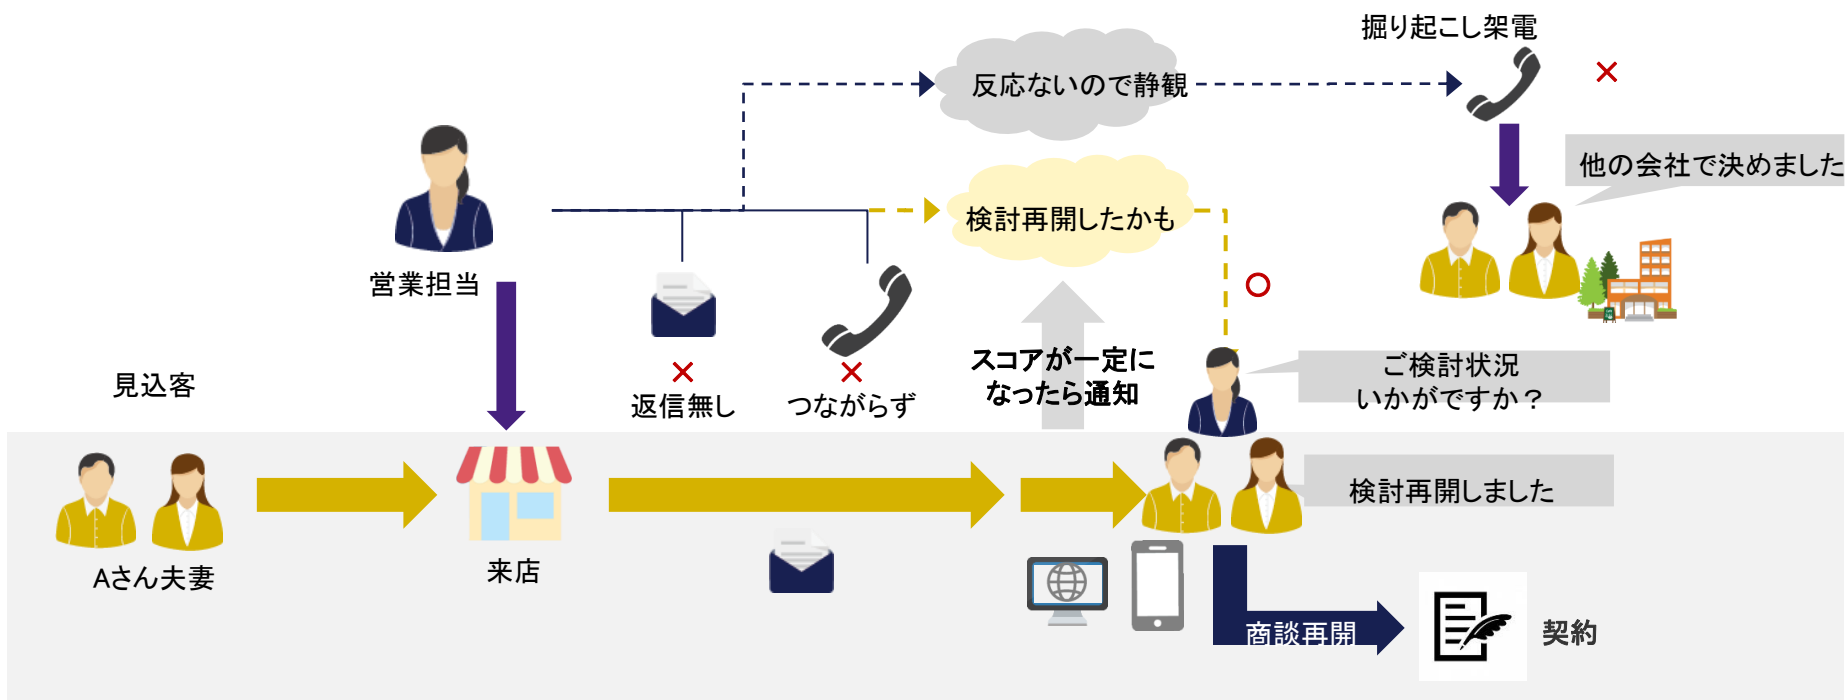 掘り起こし架電
反応ないので静観
他の会社で決めました
検討再開したかも
営業担当
スコアが一定に
なったら通知
ご検討状況
いかがですか？
見込客
返信無し
つながらず
検討再開しました
Aさん夫妻
来店
商談再開
契約